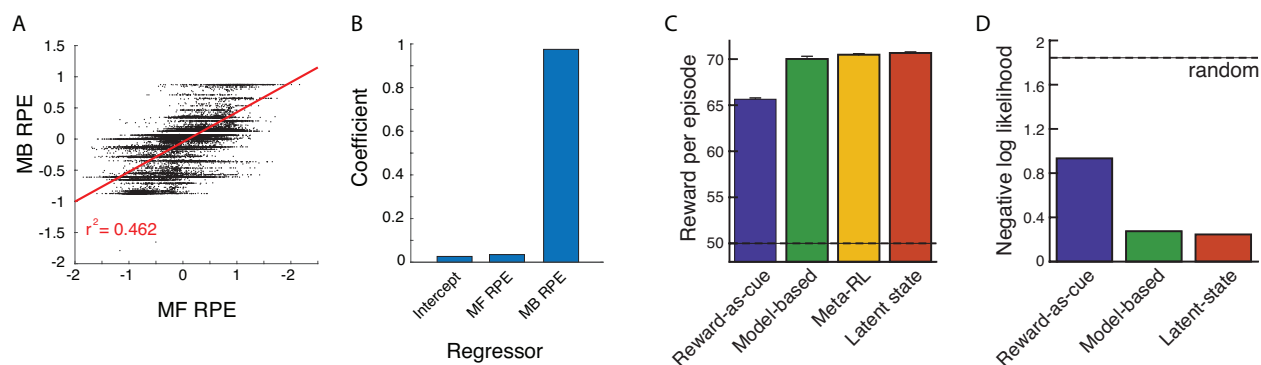 A
1.5
1
0.5
0
-0.5
-1
-1.5
-2
MB RPE
r² = 0.462
-2
-1
0
1
-2
MF RPE
B
1
0.8
0.6
0.4
0.2
0
Coefficient
Intercept
MF RPE
MB RPE
Regressor
C
70
65
60
55
50
Reward per episode
Reward-as-cue
Model-based
Meta-RL
Latent state
D
2
1.6
1.2
0.8
0.4
0
Negative log likelihood
random
Reward-as-cue
Model-based
Latent-state